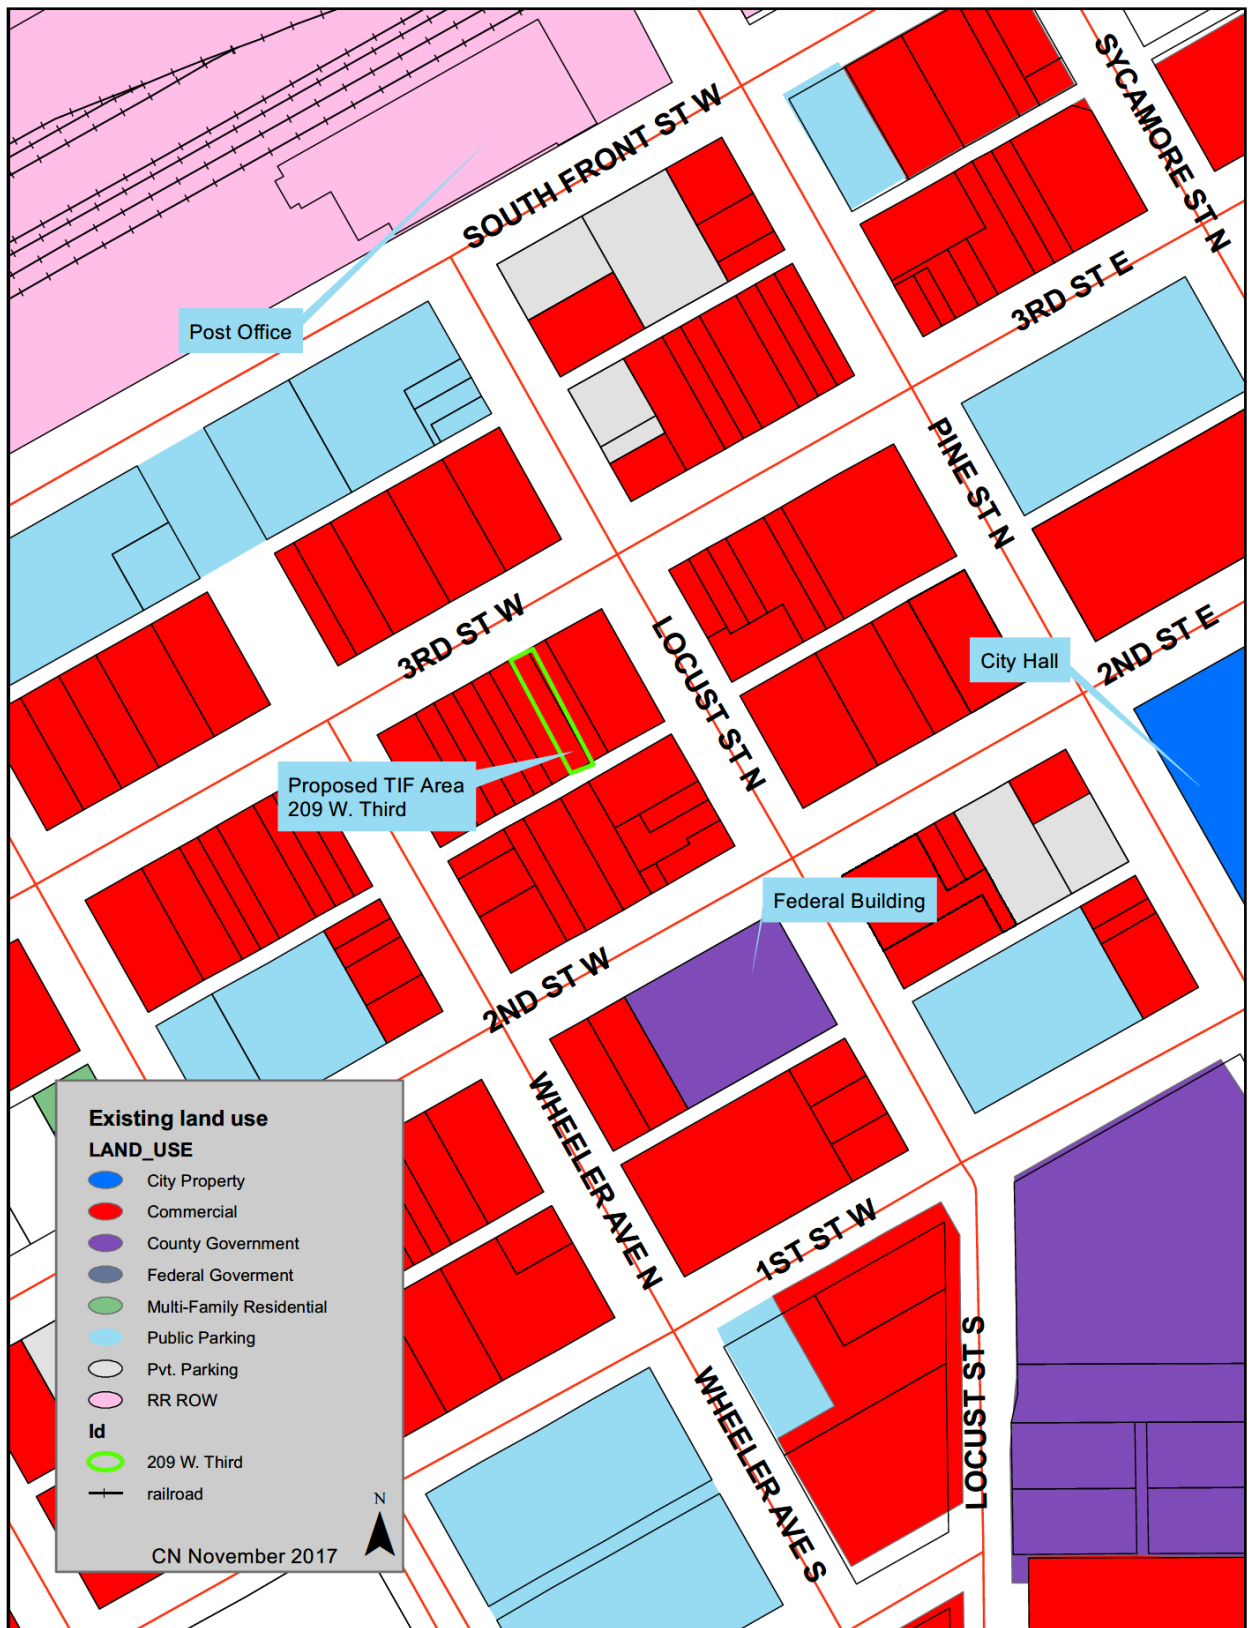 SYCAMORE ST N
SOUTH FRONT ST W
3RD ST E
Post Office
PINE ST N
3RD ST W
LOCUST ST N
2ND ST E
City Hall
Proposed TIF Area
209 W. Third
Federal Building
2ND ST W
WHEELER AVE N
1ST ST W
LOCUST ST S
WHEELER AVE S
Existing land use
LAND_USE
City Property
Commercial
County Government
Federal Goverment
Multi-Family Residential
Public Parking
Pvt. Parking
RR ROW
Id
209 W. Third
railroad
N
CN November 2017